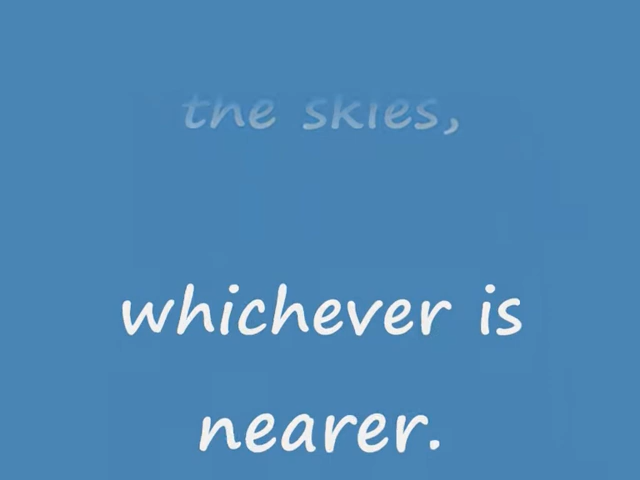 the skies,
whichever is
nearer.